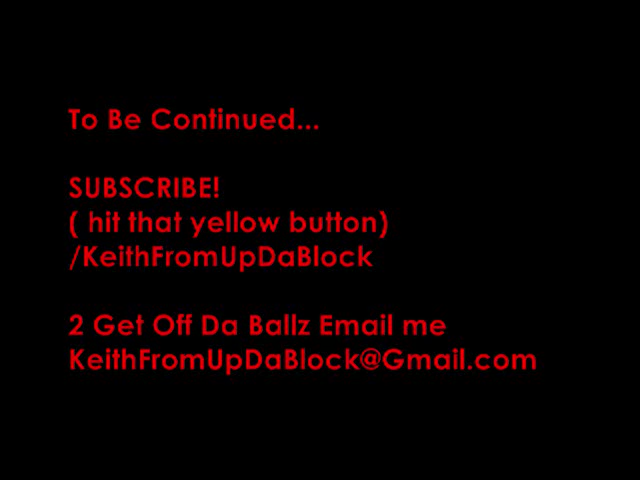 To Be Continued...
SUBSCRIBE!
( hit that yellow button)
/KeithFromUpDaBlock
2 Get Off Da Ballz Email me
KeithFromUpDaBlock@Gmail.com